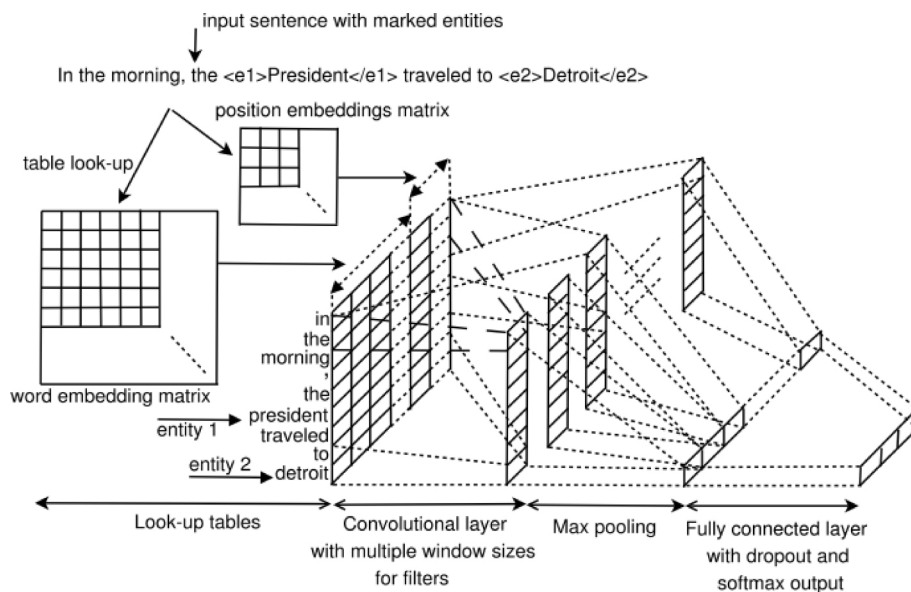 input sentence with marked entities
In the morning, the <e1>President</e1> traveled to <e2>Detroit</e2>
position embeddings matrix
table look-up
in
the
morning
,
the
president
traveled
to
detroit
word embedding matrix
entity 1
entity 2
Look-up tables
Convolutional layer
with multiple window sizes
for filters
Max pooling
Fully connected layer
with dropout and
softmax output